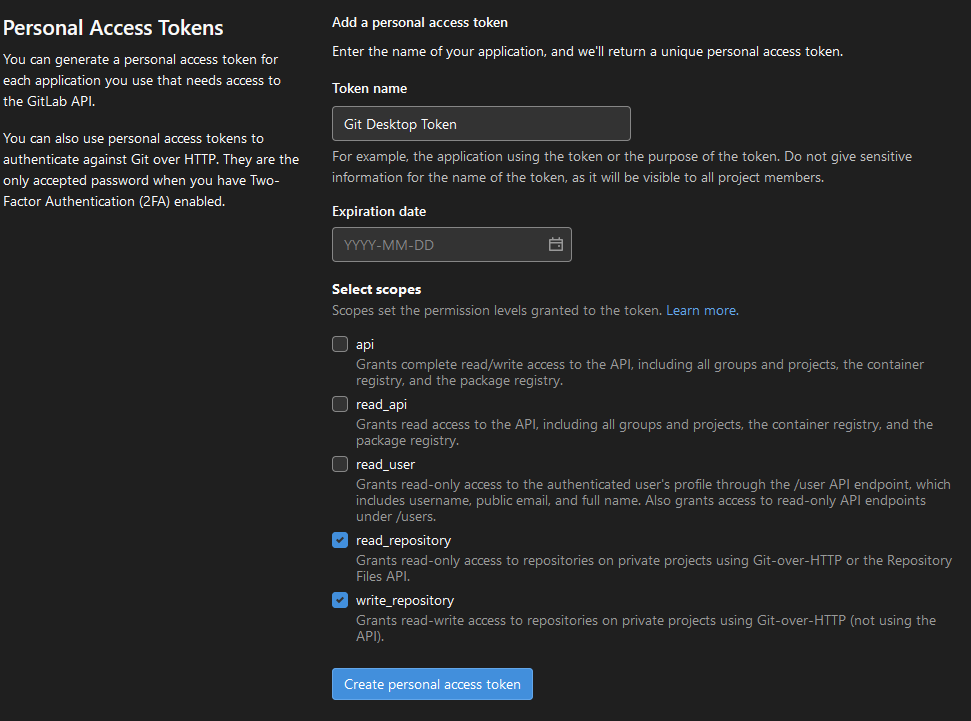 Personal Access Tokens
You can generate a personal access token for
each application you use that needs access to
the GitLab API.
You can also use personal access tokens to
authenticate against Git over HTTP. They are the
only accepted password when you have Two-
Factor Authentication (2FA) enabled.
Add a personal access token
Enter the name of your application, and we'll return a unique personal access token.
Token name
Git Desktop Token
For example, the application using the token or the purpose of the token. Do not give sensitive
information for the name of the token, as it will be visible to all project members.
Expiration date
YYYY-MM-DD
Select scopes
Scopes set the permission levels granted to the token. Learn more.
api
Grants complete read/write access to the API, including all groups and projects, the container
registry, and the package registry.
read_api
Grants read access to the API, including all groups and projects, the container registry, and the
package registry.
read_user
Grants read-only access to the authenticated user's profile through the /user API endpoint, which
includes username, public email, and full name. Also grants access to read-only API endpoints
under /users.
read_repository
Grants read-only access to repositories on private projects using Git-over-HTTP or the Repository
Files API.
write_repository
Grants read-write access to repositories on private projects using Git-over-HTTP (not using the
API).
Create personal access token